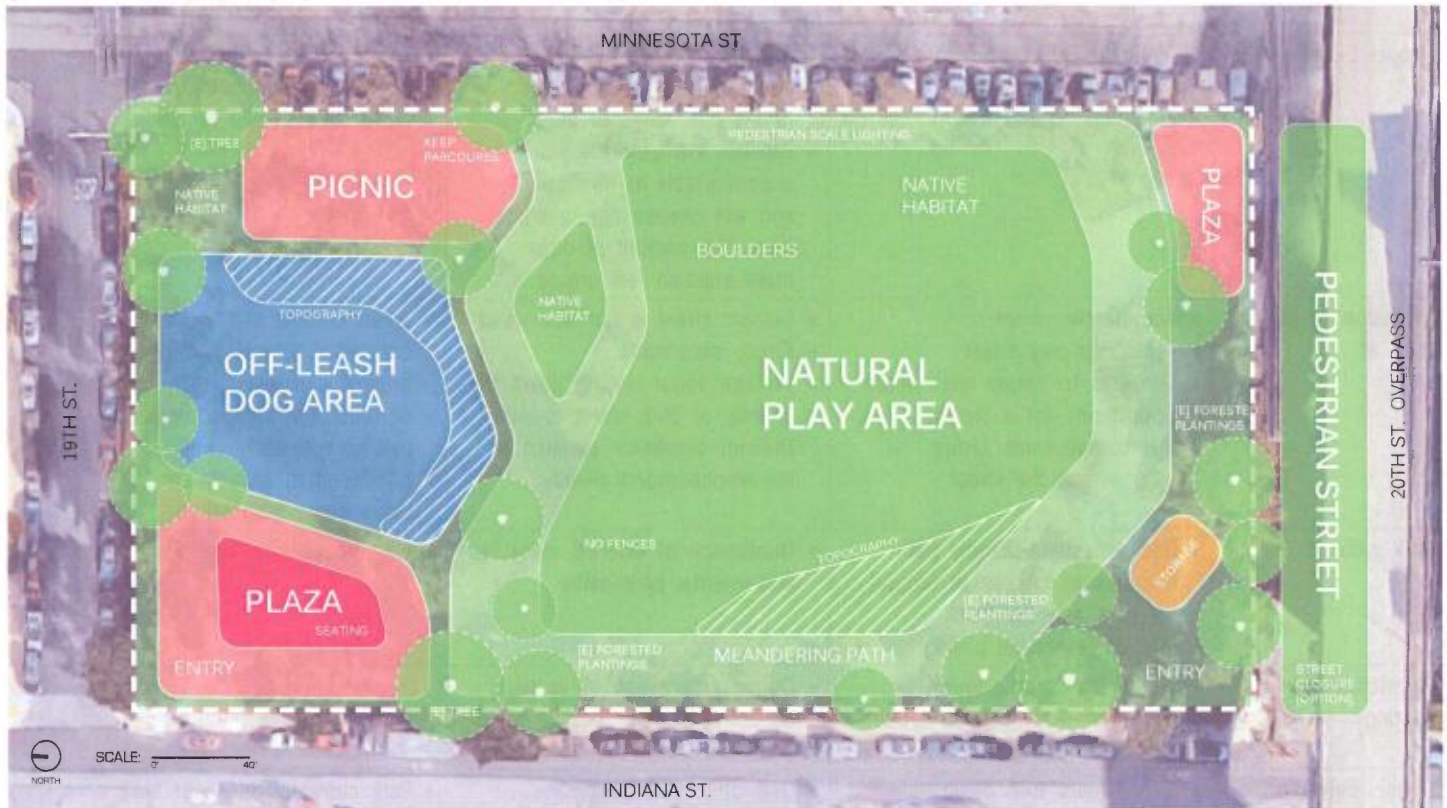 MINNESOTA ST
PEDESTRIAN SCALE LIGHTING
[E] TREE
KEEP
PARCOURSE
PICNIC
NATIVE
HABITAT
NATIVE
HABITAT
PLAZA
BOULDERS
TOPOGRAPHY
NATIVE
HABITAT
OFF-LEASH
DOG AREA
NATURAL
PLAY AREA
19TH ST.
[E] FORESTED
PLANTINGS
PEDESTRIAN STREET
20TH ST. OVERPASS
NO FENCES
TOPOGRAPHY
STORAGE
PLAZA
SEATING
[E] FORESTED
PLANTINGS
[E] FORESTED
PLANTINGS
MEANDERING PATH
ENTRY
ENTRY
STREET
CLOSURE
(OPTION)
[E] TREE
NORTH
SCALE:
0'
40'
INDIANA ST.